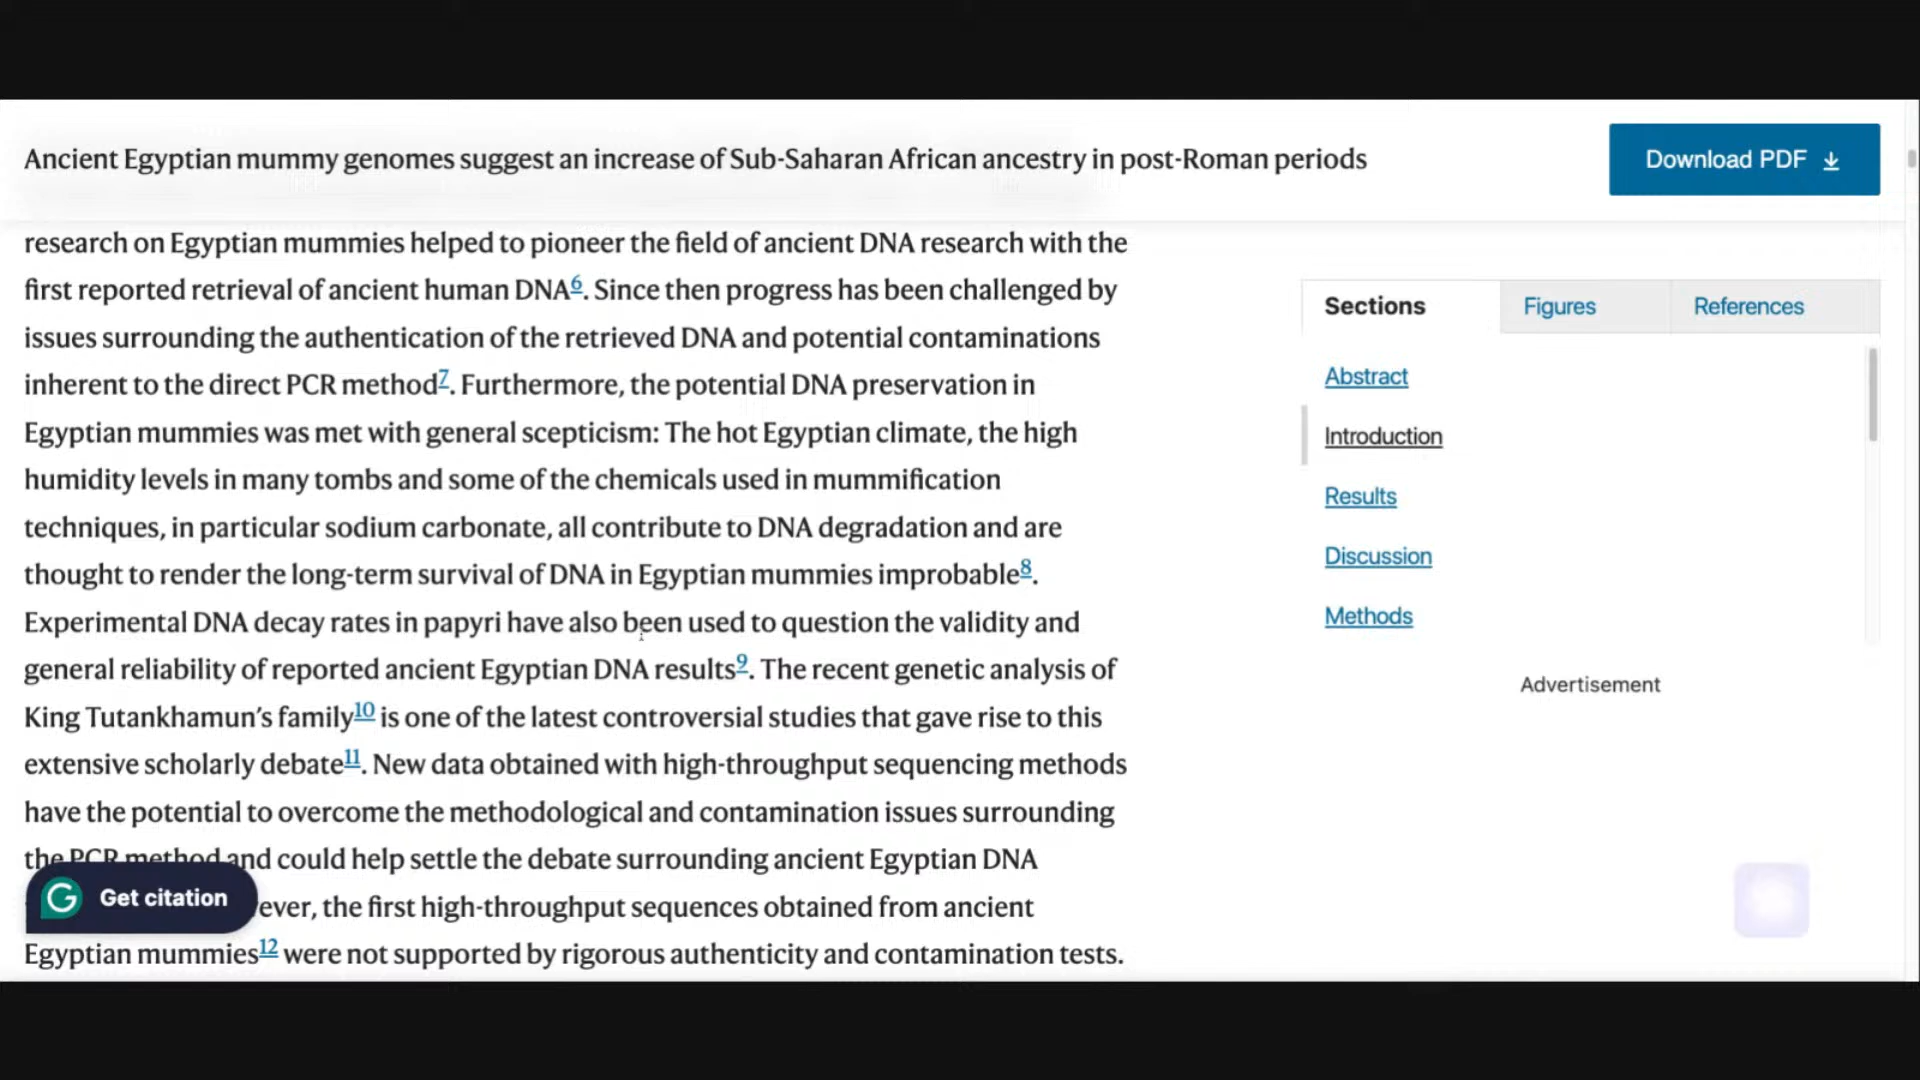 Ancient Egyptian mummy genomes suggest an increase of Sub-Saharan African ancestry in post-Roman periods
Download PDF
research on Egyptian mummies helped to pioneer the field of ancient DNA research with the
first reported retrieval of ancient human DNA6. Since then progress has been challenged by
issues surrounding the authentication of the retrieved DNA and potential contaminations
inherent to the direct PCR method7. Furthermore, the potential DNA preservation in
Egyptian mummies was met with general scepticism: The hot Egyptian climate, the high
humidity levels in many tombs and some of the chemicals used in mummification
techniques, in particular sodium carbonate, all contribute to DNA degradation and are
thought to render the long-term survival of DNA in Egyptian mummies improbable8.
Experimental DNA decay rates in papyri have also been used to question the validity and
general reliability of reported ancient Egyptian DNA results9. The recent genetic analysis of
King Tutankhamun's family10 is one of the latest controversial studies that gave rise to this
extensive scholarly debate11. New data obtained with high-throughput sequencing methods
have the potential to overcome the methodological and contamination issues surrounding
the PCR method and could help settle the debate surrounding ancient Egyptian DNA
ever, the first high-throughput sequences obtained from ancient
Egyptian mummies12 were not supported by rigorous authenticity and contamination tests.
Get citation
Sections
Figures
References
Abstract
Introduction
Results
Discussion
Methods
Advertisement